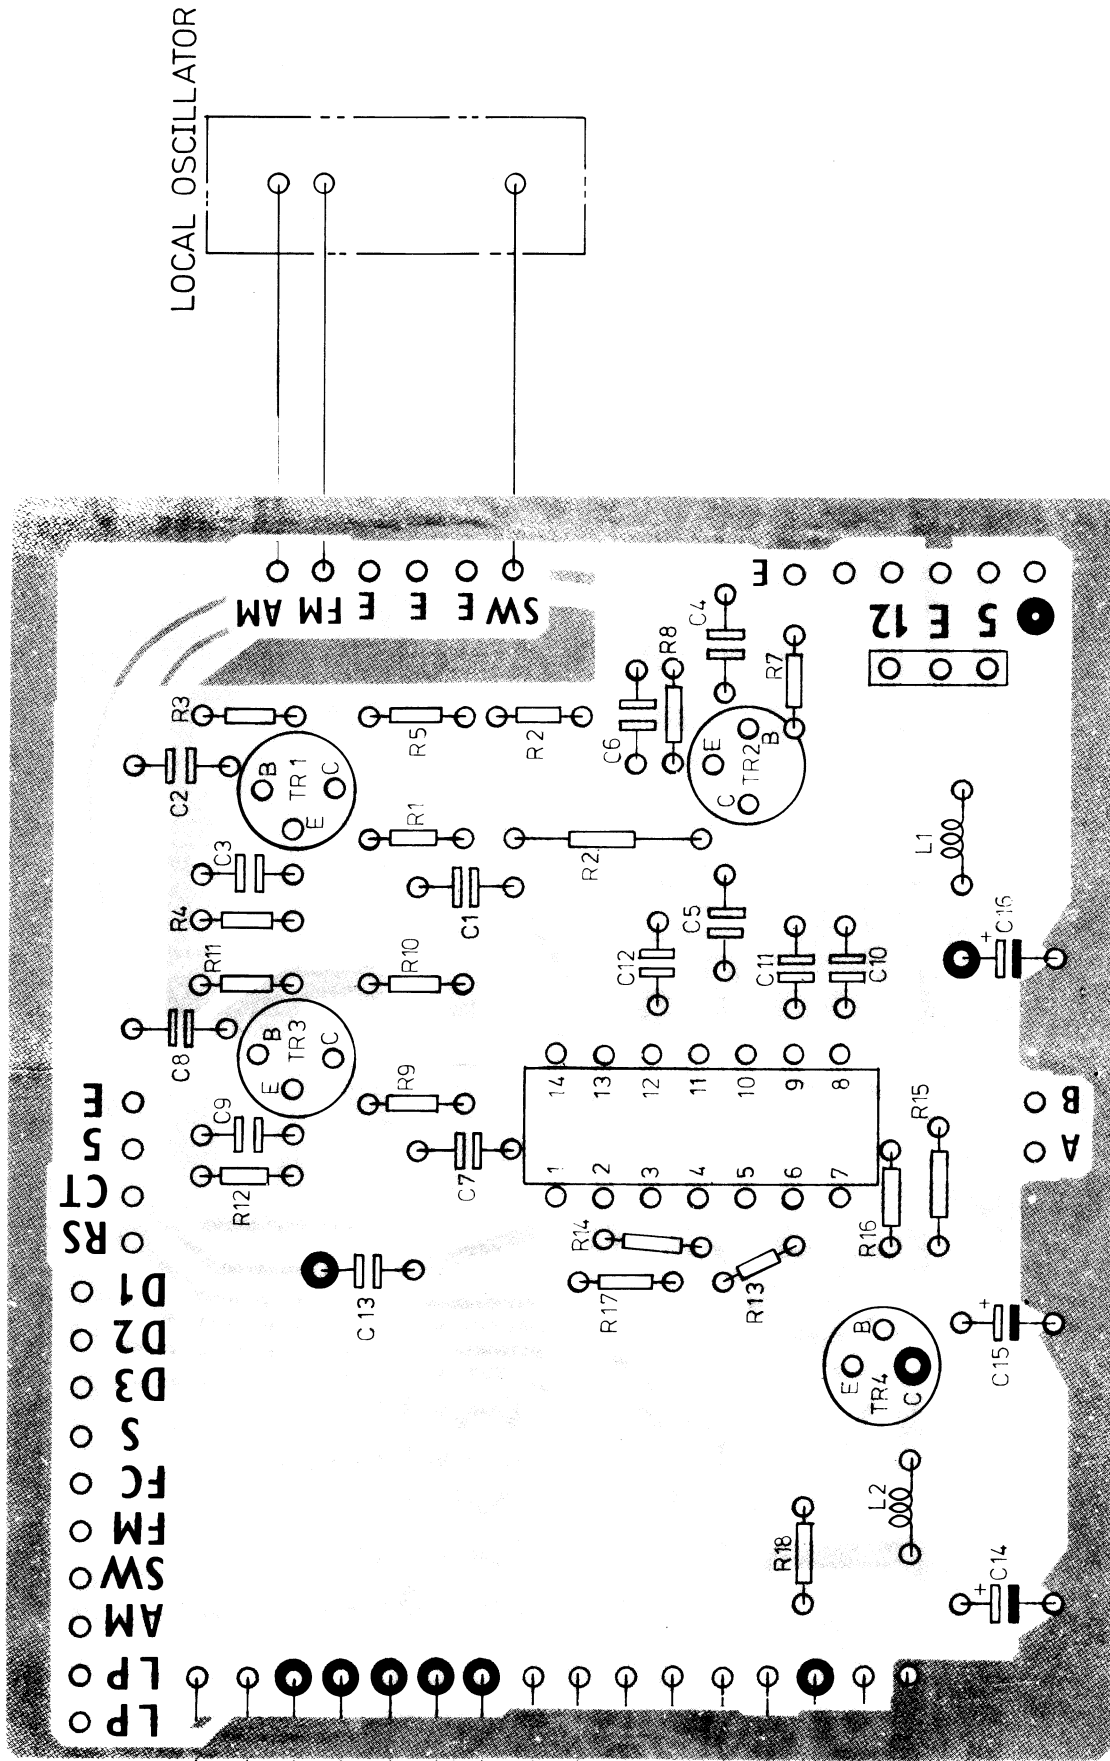 LOCAL OSCILLATOR
AM
FM
E
E
E
SW
E
12
E
5
R3
C2
B
TR1
C
E
R5
R2
C6
R8
C4
R7
E
TR2
B
C
C3
R1
R2
R4
C1
L1
R11
R10
C12
C5
C11
C10
C16
+
C8
B
TR3
C
E
C9
R9
R12
C7
14
13
12
11
10
9
8
1
2
3
4
5
6
7
R15
R16
R14
R17
R13
C13
B
E
TR4
C
C15
+
L2
R18
C14
+
A
B
E
5
CT
RS
D1
D2
D3
S
FC
FM
SW
AM
LP
LP